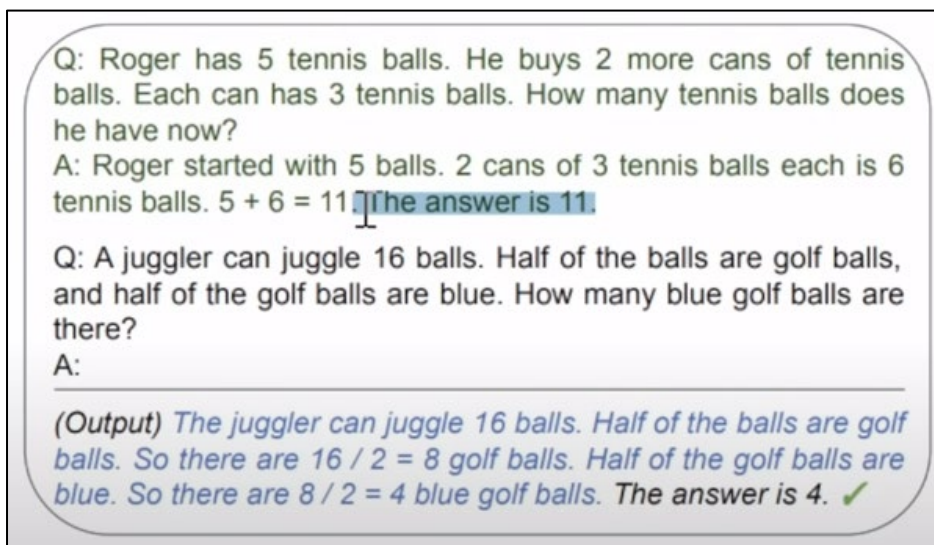 Q: Roger has 5 tennis balls. He buys 2 more cans of tennis
balls. Each can has 3 tennis balls. How many tennis balls does
he have now?
A: Roger started with 5 balls. 2 cans of 3 tennis balls each is 6
tennis balls. 5 + 6 = 11. The answer is 11.
Q: A juggler can juggle 16 balls. Half of the balls are golf balls,
and half of the golf balls are blue. How many blue golf balls are
there?
A:
(Output) The juggler can juggle 16 balls. Half of the balls are golf
balls. So there are 16 / 2 = 8 golf balls. Half of the golf balls are
blue. So there are 8 / 2 = 4 blue golf balls. The answer is 4. ✓